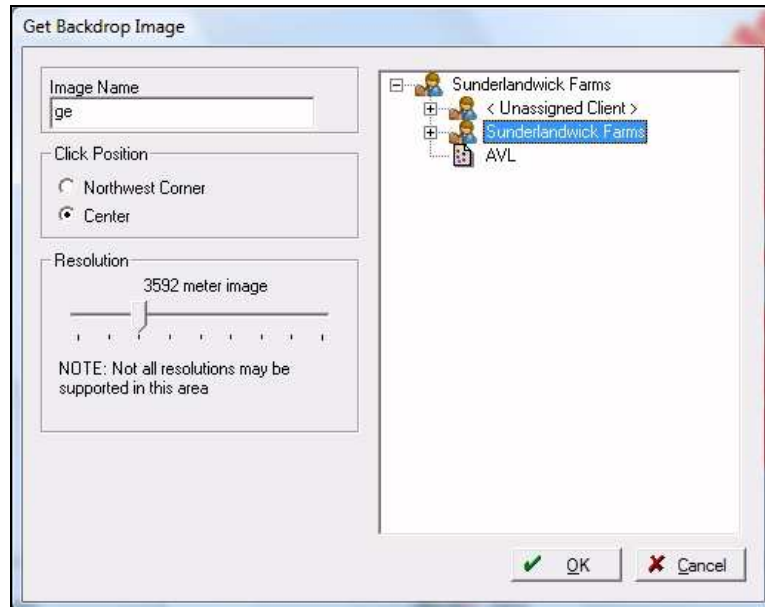 Get Backdrop Image
Image Name
ge
Click Position
Northwest Corner
Center
Resolution
3592 meter image
NOTE: Not all resolutions may be
supported in this area
Sunderlandwick Farms
< Unassigned Client >
Sunderlandwick Farms
AVL
OK
Cancel